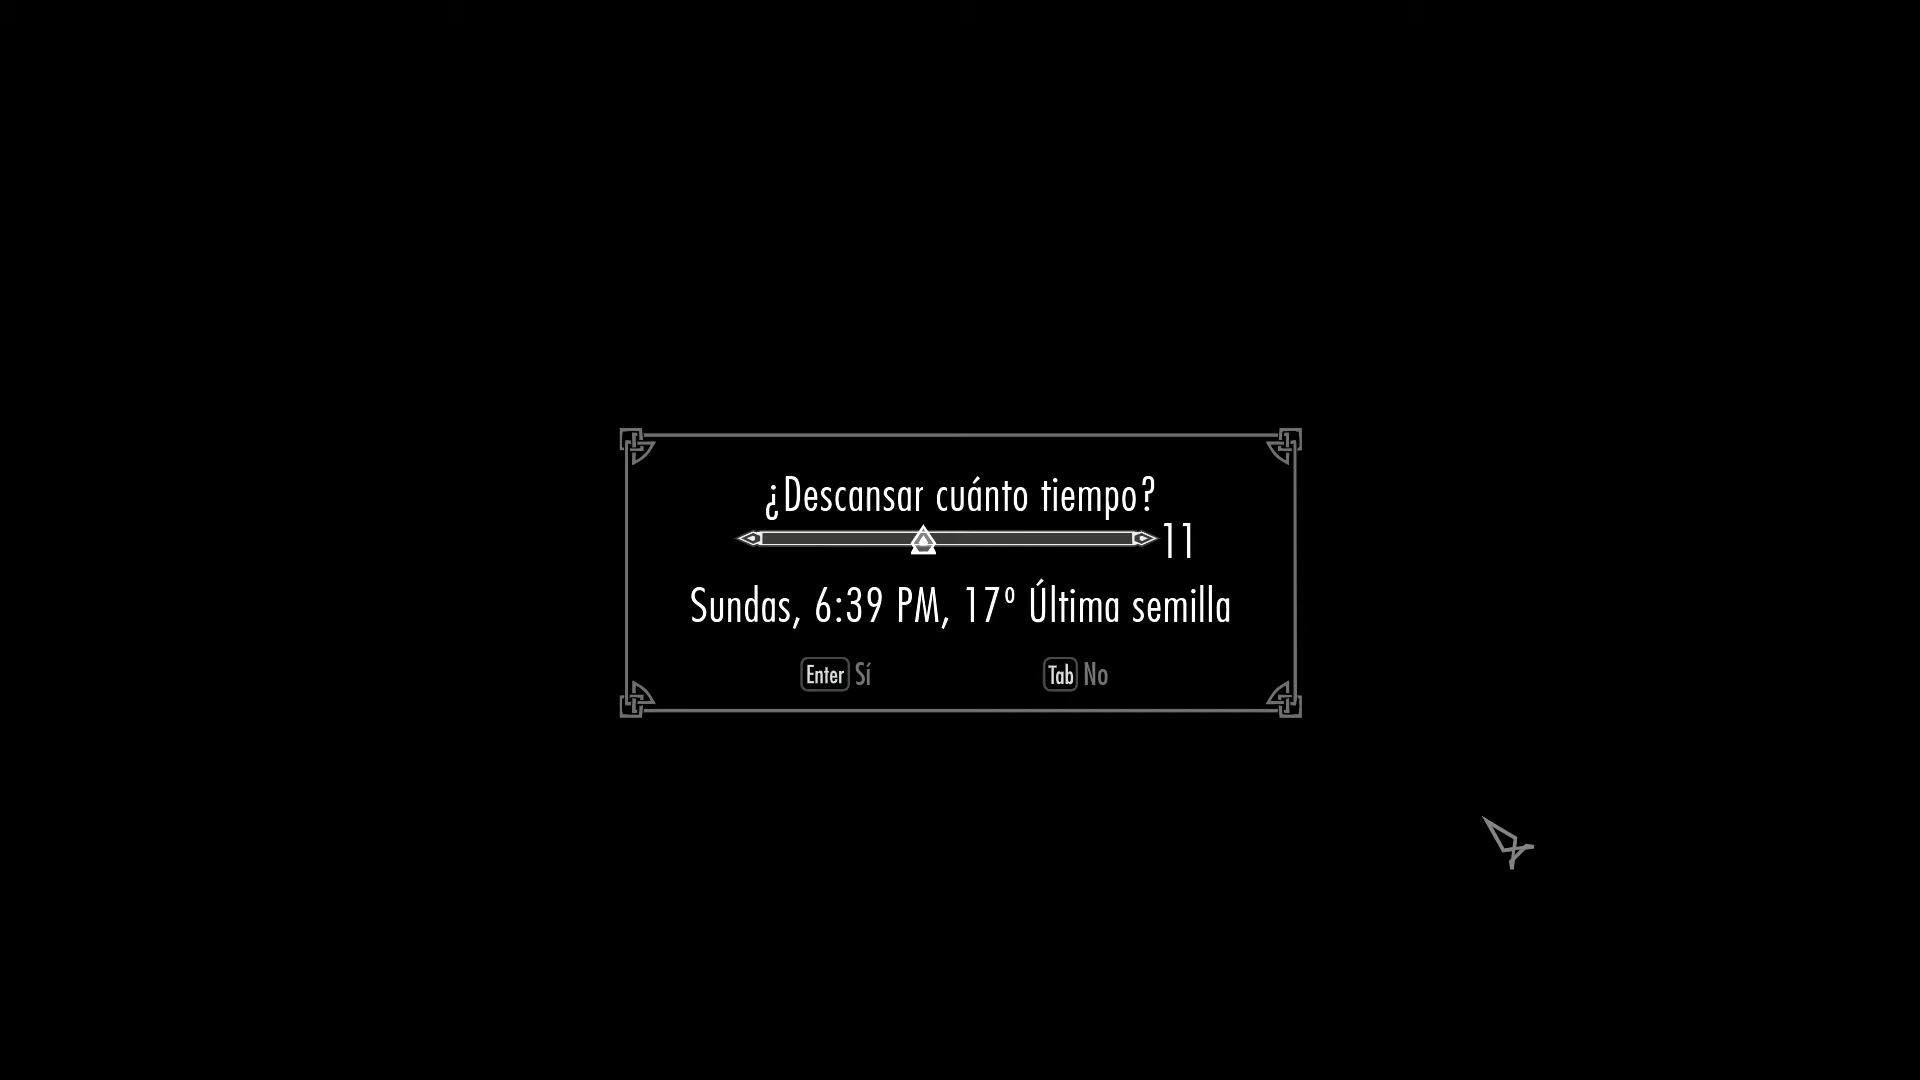 ¿Descansar cuánto tiempo?
11
Sundas, 6:39 PM, 17º Última semilla
Enter Sí
Tab No